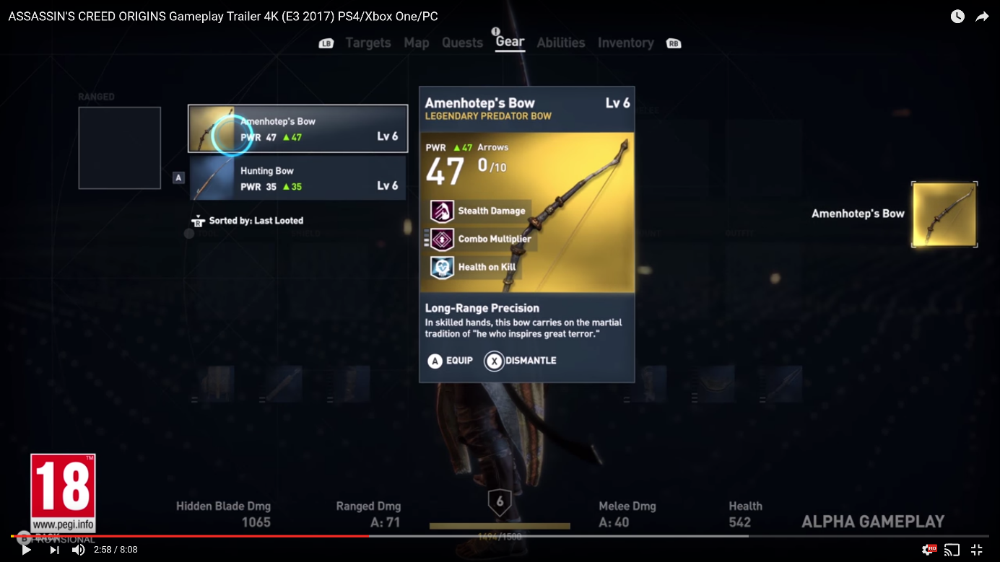 ASSASSIN'S CREED ORIGINS Gameplay Trailer 4K (E3 2017) PS4/Xbox One/PC
LB Targets Map Quests Gear Abilities Inventory RB
RANGED
Amenhotep's Bow
PWR 47 ▲47 Lv 6
A
Hunting Bow
PWR 35 ▲35 Lv 6
R Sorted by: Last Looted
Amenhotep's Bow Lv 6
LEGENDARY PREDATOR BOW
PWR ▲47 Arrows
47 0/10
Stealth Damage
Combo Multiplier
Health on Kill
Long-Range Precision
In skilled hands, this bow carries on the martial
tradition of "he who inspires great terror."
A EQUIP X DISMANTLE
Amenhotep's Bow
18
TM
www.pegi.info
PROVISIONAL
B BACK
Hidden Blade Dmg
1065
Ranged Dmg
A: 71
6
1494/1500
Melee Dmg
A: 40
Health
542
ALPHA GAMEPLAY
2:58 / 8:08
HD